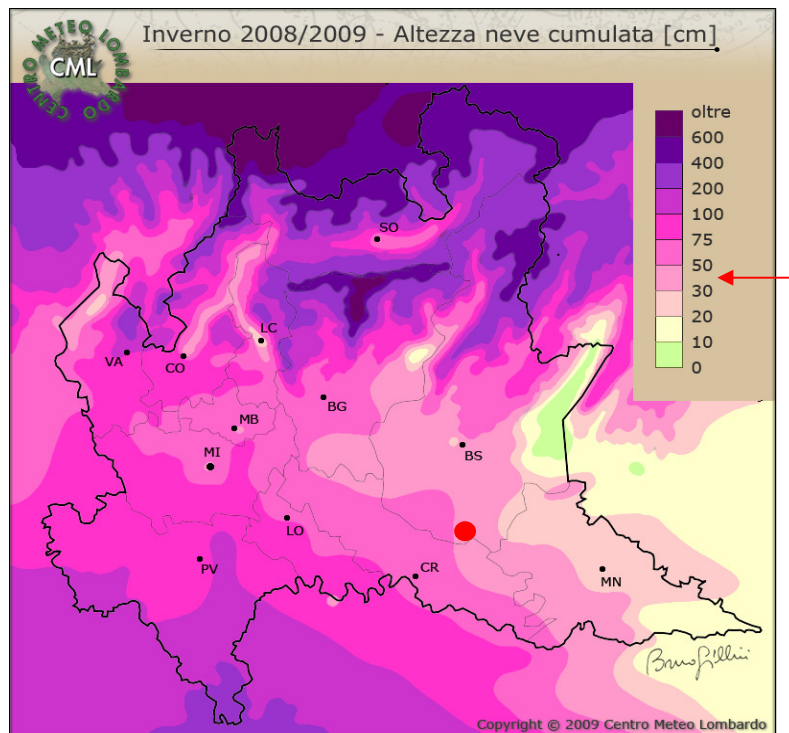 CENTRO METEO LOMBARDO
CML
Inverno 2008/2009 - Altezza neve cumulata [cm]
oltre
600
400
200
100
75
50
30
20
10
0
SO
LC
VA
CO
BG
MB
BS
MI
LO
PV
CR
MN
Bruno Grillini
Copyright © 2009 Centro Meteo Lombardo